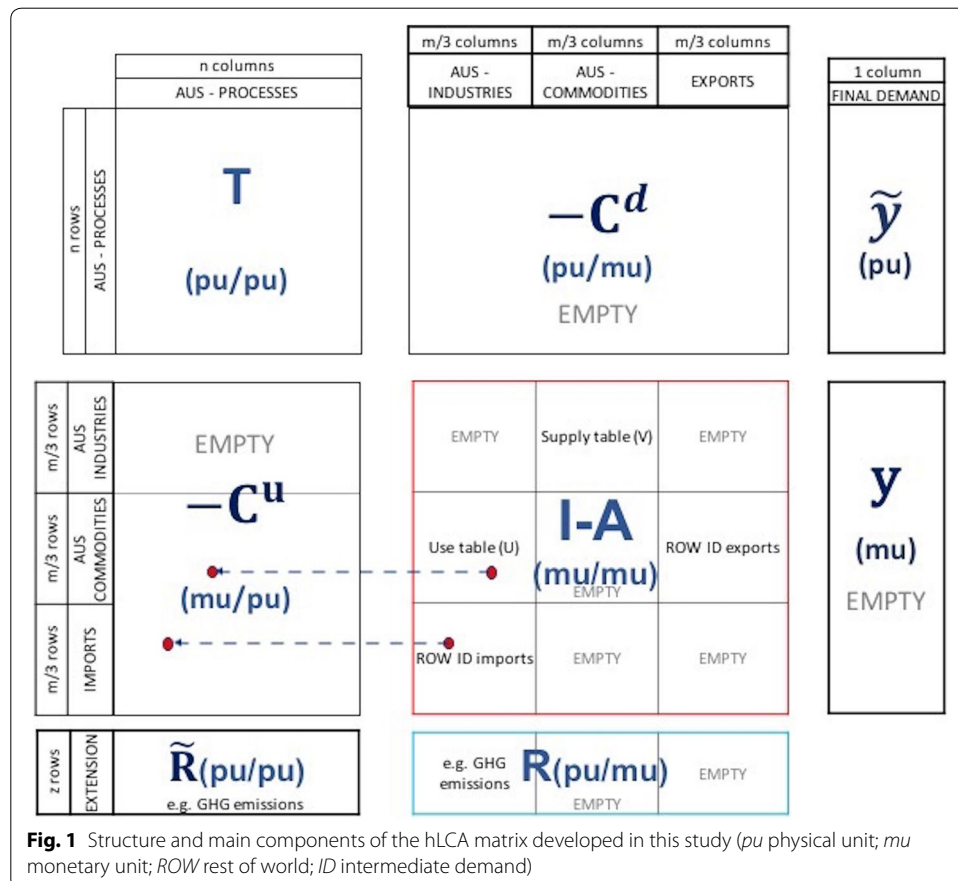 m/3 columns m/3 columns m/3 columns
n columns
AUS - INDUSTRIES
AUS - COMMODITIES
EXPORTS
1 column
AUS - PROCESSES
FINAL DEMAND
n rows
AUS - PROCESSES
T
(pu/pu)
−C^d
(pu/mu)
EMPTY
ỹ
(pu)
m/3 rows
AUS
INDUSTRIES
EMPTY
−C^u
EMPTY
Supply table (V)
EMPTY
y
(mu)
EMPTY
m/3 rows
AUS
COMMODITIES
(mu/pu)
Use table (U)
I-A
(mu/mu)
EMPTY
ROW ID exports
m/3 rows
IMPORTS
ROW ID imports
EMPTY
EMPTY
z rows
EXTENSION
R̃(pu/pu)
e.g. GHG emissions
e.g. GHG
emissions
R(pu/mu)
EMPTY
EMPTY
Fig. 1 Structure and main components of the hLCA matrix developed in this study (pu physical unit; mu
monetary unit; ROW rest of world; ID intermediate demand)